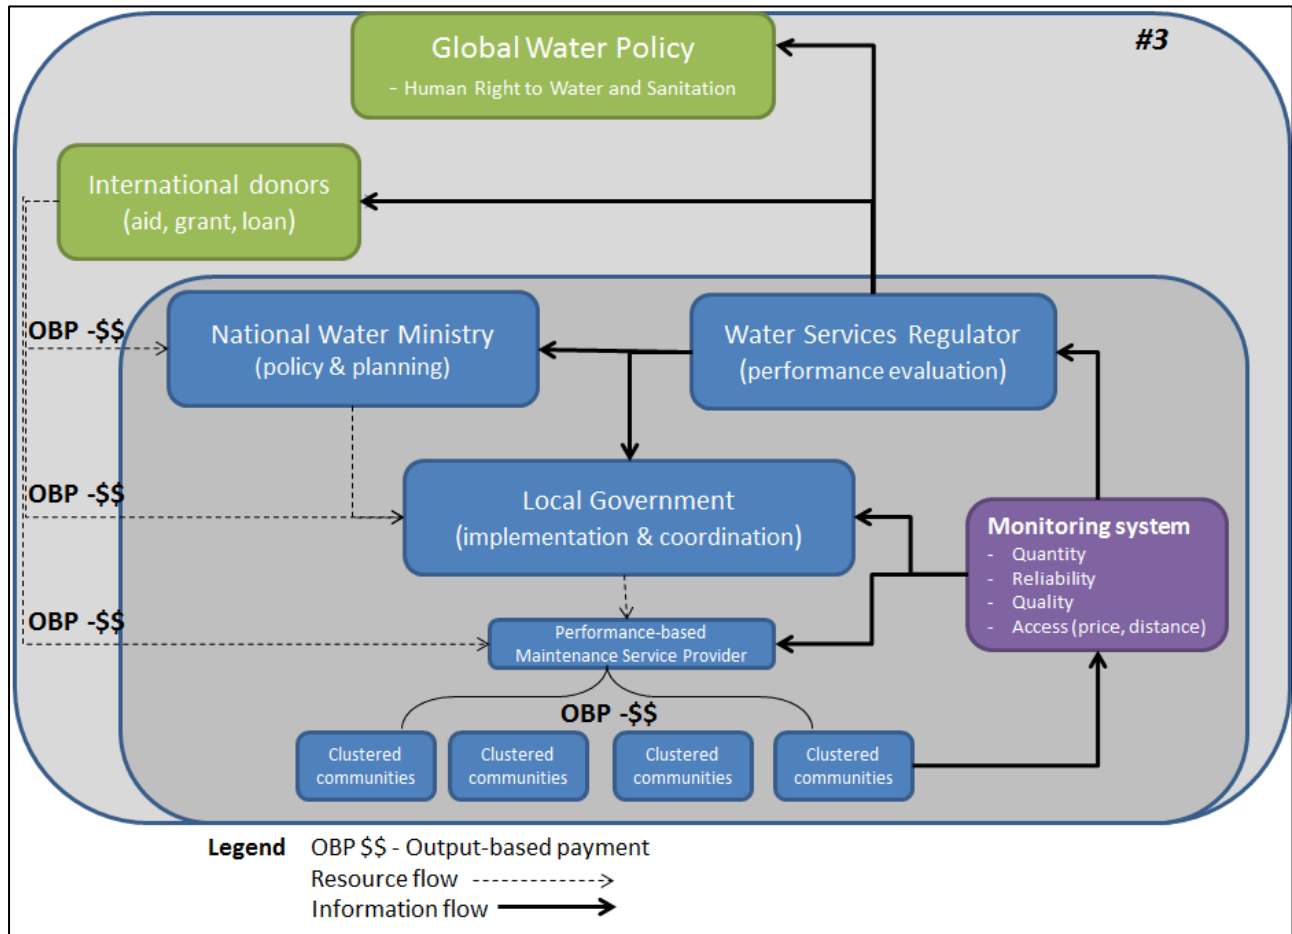 #3
Global Water Policy
- Human Right to Water and Sanitation
International donors
(aid, grant, loan)
OBP -$$
National Water Ministry
(policy & planning)
Water Services Regulator
(performance evaluation)
OBP -$$
Local Government
(implementation & coordination)
Monitoring system
- Quantity
- Reliability
- Quality
- Access (price, distance)
OBP -$$
Performance-based
Maintenance Service Provider
OBP -$$
Clustered
communities
Clustered
communities
Clustered
communities
Clustered
communities
Legend OBP $$ - Output-based payment
Resource flow
Information flow